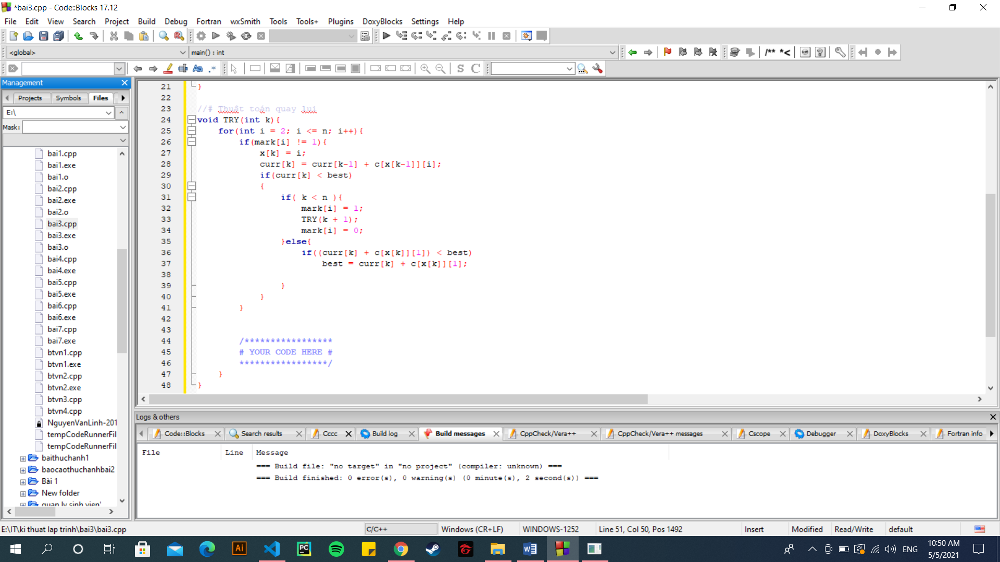 *bai3.cpp - Code::Blocks 17.12
File Edit View Search Project Build Debug Fortran wxSmith Tools Tools+ Plugins DoxyBlocks Settings Help
<global> main() : int /** *<
Aa .* S C
Management
Projects Symbols Files
E:\
Mask:
bai1.cpp
bai1.exe
bai1.o
bai2.cpp
bai2.exe
bai2.o
bai3.cpp
bai3.exe
bai3.o
bai4.cpp
bai4.exe
bai5.cpp
bai5.exe
bai6.cpp
bai6.exe
bai7.cpp
bai7.exe
btvn1.cpp
btvn1.exe
btvn2.cpp
btvn2.exe
btvn3.cpp
btvn4.cpp
NguyenVanLinh-201
tempCodeRunnerFil
tempCodeRunnerFil
baithuchanh1
baocaothuchanhbai2
Bài 1
New folder
quan ly sinh vien'
21 }
22
23 //# Thuật toán quay lui
24 void TRY(int k){
25 for(int i = 2; i <= n; i++){
26 if(mark[i] != 1){
27 x[k] = i;
28 curr[k] = curr[k-1] + c[x[k-1]][i];
29 if(curr[k] < best)
30 {
31 if( k < n ){
32 mark[i] = 1;
33 TRY(k + 1);
34 mark[i] = 0;
35 }else{
36 if((curr[k] + c[x[k]][1]) < best)
37 best = curr[k] + c[x[k]][1];
38
39 }
40 }
41 }
42
43
44 /*****************
45 # YOUR CODE HERE #
46 *****************/
47 }
48 }
Logs & others
Code::Blocks Search results Cccc Build log Build messages CppCheck/Vera++ CppCheck/Vera++ messages Cscope Debugger DoxyBlocks Fortran info
File Line Message
=== Build file: "no target" in "no project" (compiler: unknown) ===
=== Build finished: 0 error(s), 0 warning(s) (0 minute(s), 2 second(s)) ===
E:\IT\ki thuat lap trinh\bai3\bai3.cpp C/C++ Windows (CR+LF) WINDOWS-1252 Line 51, Col 50, Pos 1492 Insert Modified Read/Write default
Ai PC W ENG 10:50 AM
5/5/2021